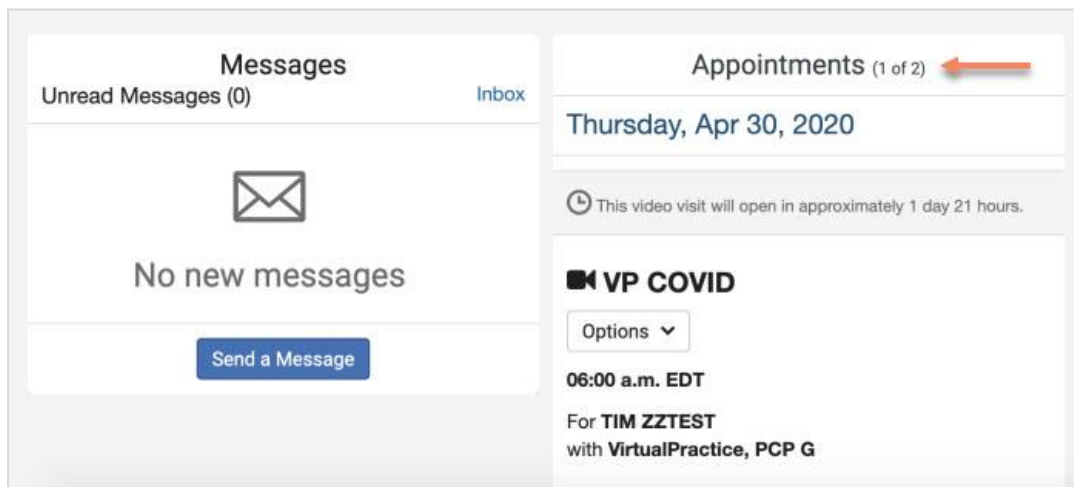 Messages
Unread Messages (0) Inbox
No new messages
Send a Message
Appointments (1 of 2)
Thursday, Apr 30, 2020
This video visit will open in approximately 1 day 21 hours.
VP COVID
Options
06:00 a.m. EDT
For TIM ZZTEST
with VirtualPractice, PCP G